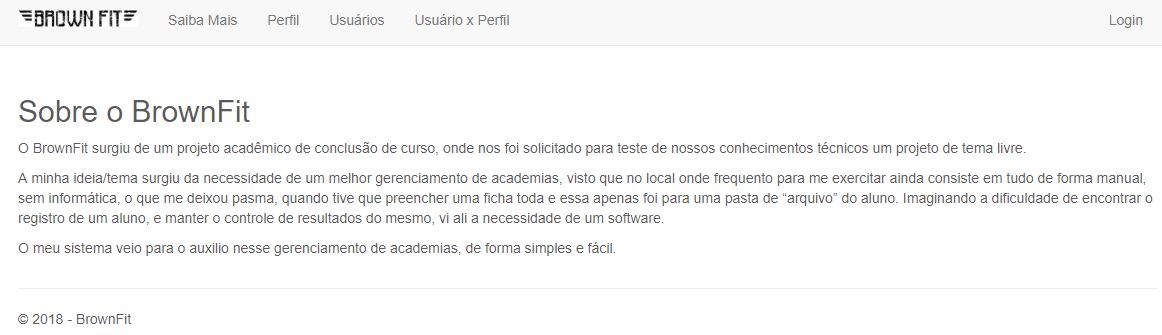 BROWN FIT Saiba Mais Perfil Usuários Usuário x Perfil Login
Sobre o BrownFit
O BrownFit surgiu de um projeto acadêmico de conclusão de curso, onde nos foi solicitado para teste de nossos conhecimentos técnicos um projeto de tema livre.
A minha ideia/tema surgiu da necessidade de um melhor gerenciamento de academias, visto que no local onde frequento para me exercitar ainda consiste em tudo de forma manual,
sem informática, o que me deixou pasma, quando tive que preencher uma ficha toda e essa apenas foi para uma pasta de “arquivo” do aluno. Imaginando a dificuldade de encontrar o
registro de um aluno, e manter o controle de resultados do mesmo, vi ali a necessidade de um software.
O meu sistema veio para o auxilio nesse gerenciamento de academias, de forma simples e fácil.
© 2018 - BrownFit